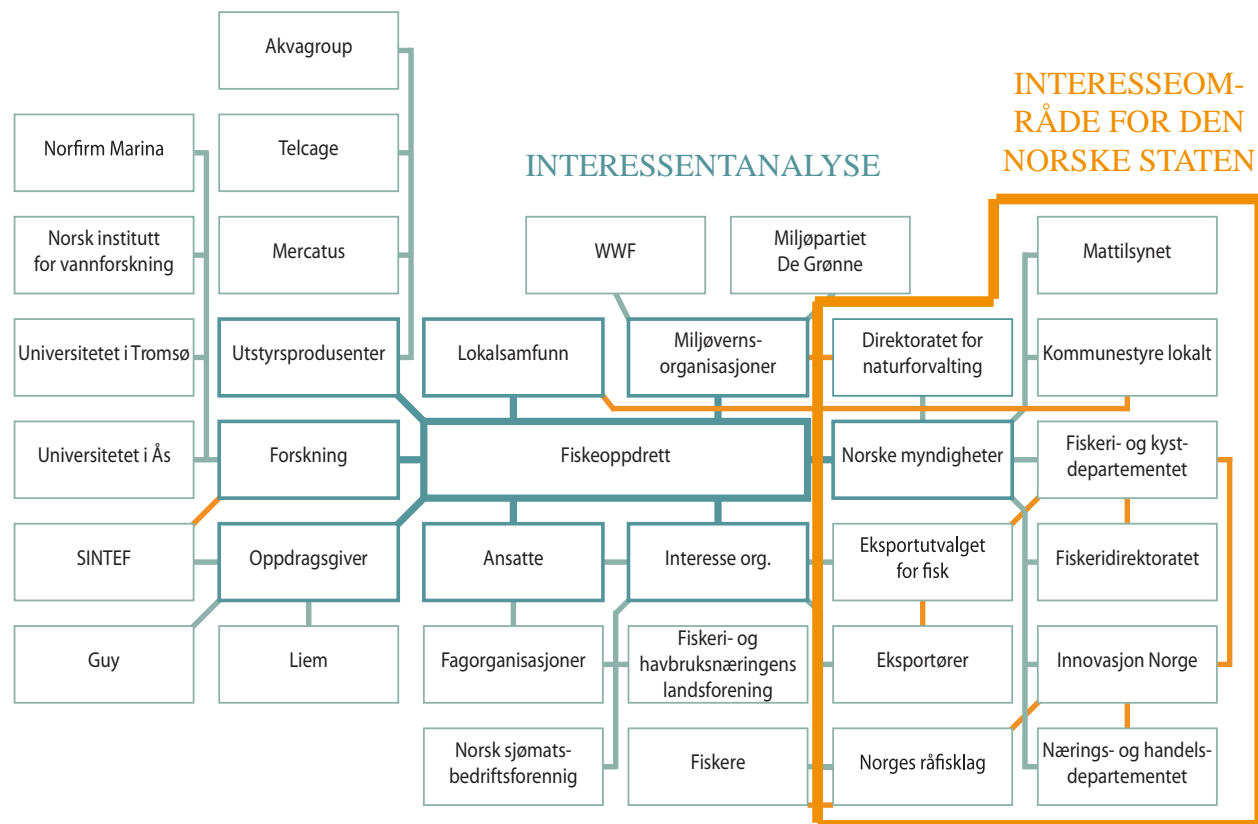 Akvagroup
INTERESSEOM-
RÅDE FOR DEN
NORSKE STATEN
Norfirm Marina
Telcage
INTERESSENTANALYSE
Norsk institutt
for vannforskning
Mercatus
WWF
Miljøpartiet
De Grønne
Mattilsynet
Universitetet i Tromsø
Utstyrsprodusenter
Lokalsamfunn
Miljøverns-
organisasjoner
Direktoratet for
naturforvalting
Kommunestyre lokalt
Universitetet i Ås
Forskning
Fiskeoppdrett
Norske myndigheter
Fiskeri- og kyst-
departementet
SINTEF
Oppdragsgiver
Ansatte
Interesse org.
Eksportutvalget
for fisk
Fiskeridirektoratet
Guy
Liem
Fagorganisasjoner
Fiskeri- og
havbruksnæringens
landsforening
Eksportører
Innovasjon Norge
Norsk sjømats-
bedriftsforennig
Fiskere
Norges råfisklag
Nærings- og handels-
departementet